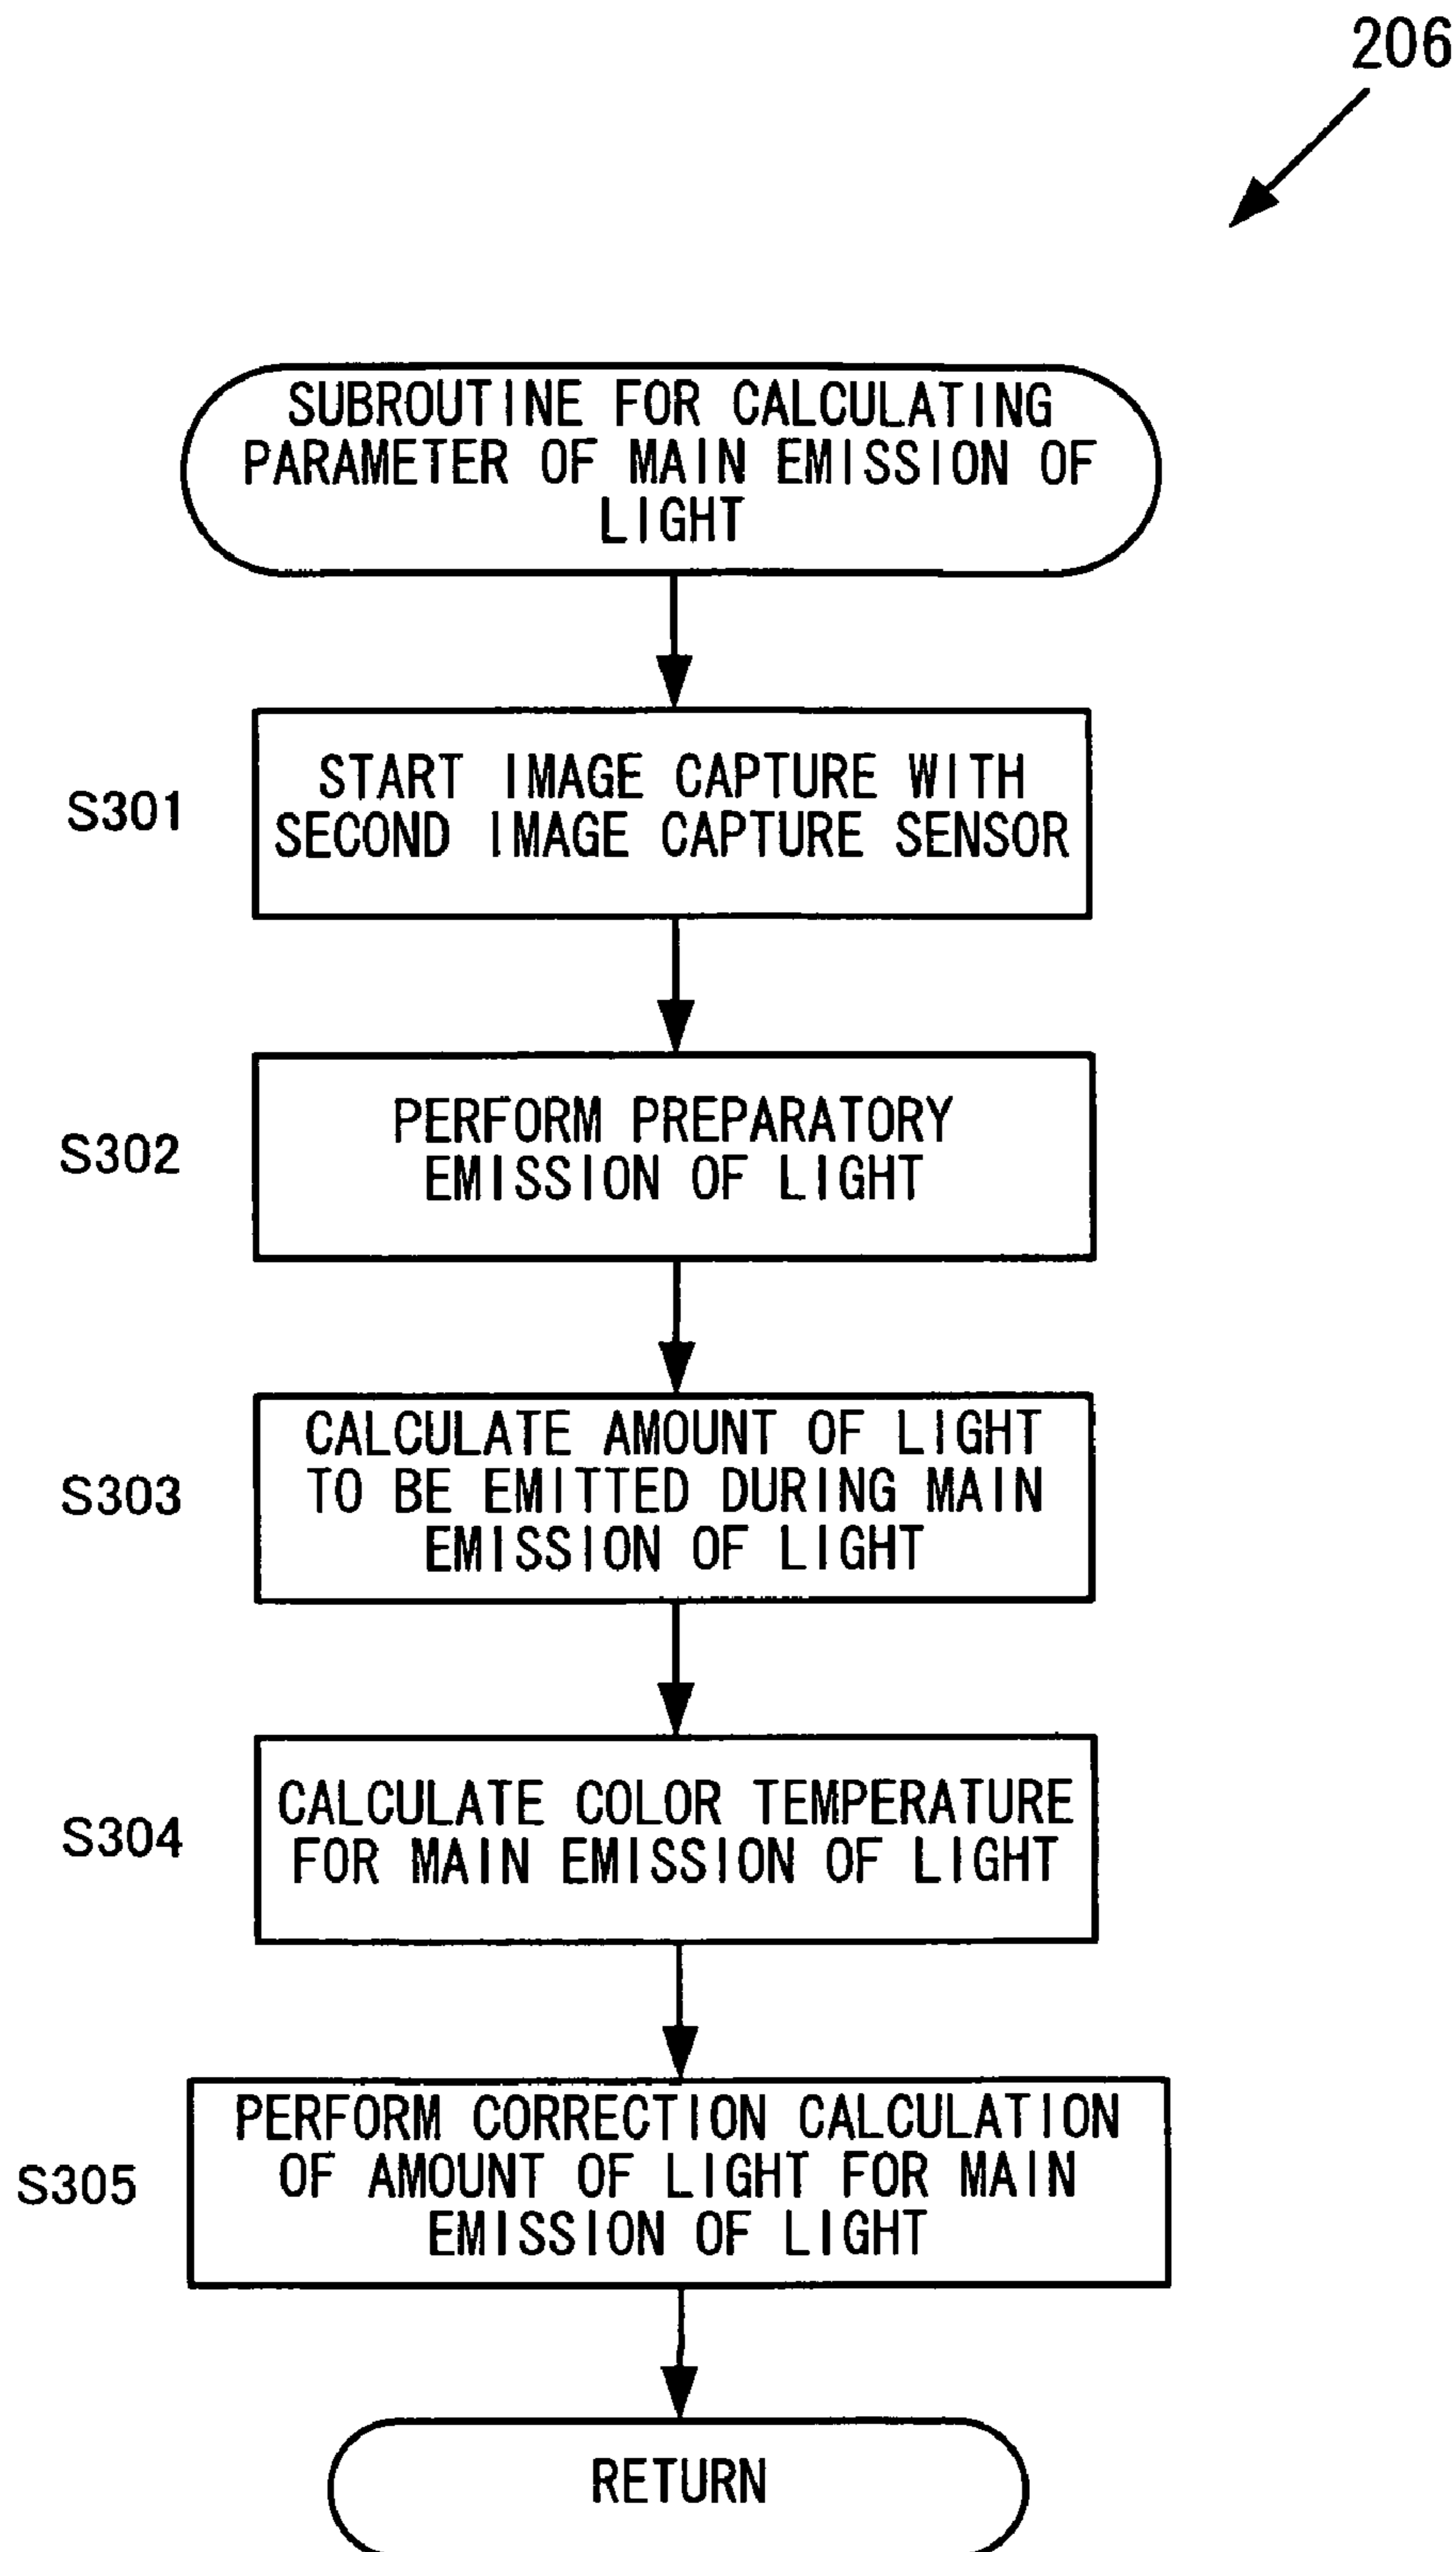 206
SUBROUTINE FOR CALCULATING
PARAMETER OF MAIN EMISSION OF
LIGHT
S301
START IMAGE CAPTURE WITH
SECOND IMAGE CAPTURE SENSOR
S302
PERFORM PREPARATORY
EMISSION OF LIGHT
S303
CALCULATE AMOUNT OF LIGHT
TO BE EMITTED DURING MAIN
EMISSION OF LIGHT
S304
CALCULATE COLOR TEMPERATURE
FOR MAIN EMISSION OF LIGHT
S305
PERFORM CORRECTION CALCULATION
OF AMOUNT OF LIGHT FOR MAIN
EMISSION OF LIGHT
RETURN